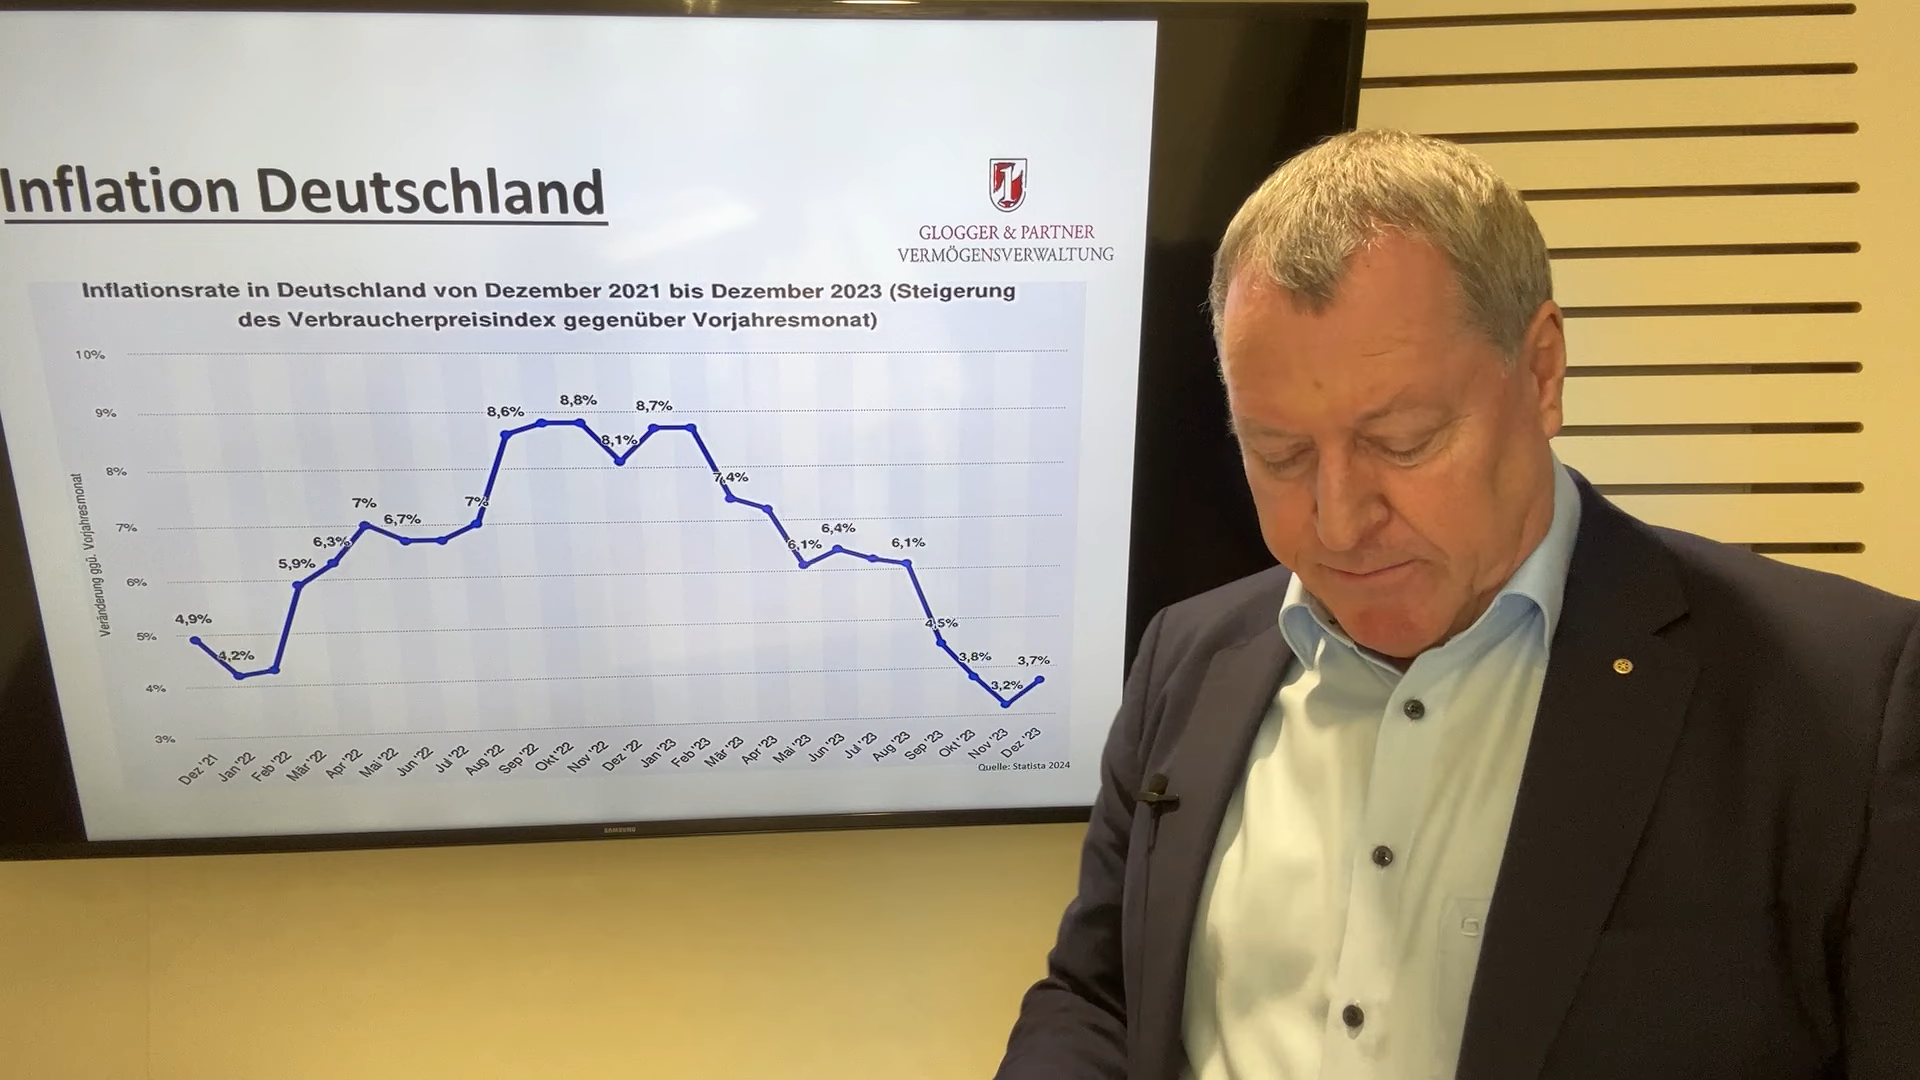 Inflation Deutschland
1
GLOGGER & PARTNER
VERMÖGENSVERWALTUNG
Inflationsrate in Deutschland von Dezember 2021 bis Dezember 2023 (Steigerung
des Verbraucherpreisindex gegenüber Vorjahresmonat)
Veränderung ggü. Vorjahresmonat
10%
9%
8%
7%
6%
5%
4%
3%
4,9%
4,2%
5,9%
6,3%
7%
6,7%
7%
8,6%
8,8%
8,1%
8,7%
7,4%
6,1%
6,4%
6,1%
4,5%
3,8%
3,2%
3,7%
Dez '21
Jan '22
Feb '22
Mär '22
Apr '22
Mai '22
Jun '22
Jul '22
Aug '22
Sep '22
Okt '22
Nov '22
Dez '22
Jan '23
Feb '23
Mär '23
Apr '23
Mai '23
Jun '23
Jul '23
Aug '23
Sep '23
Okt '23
Nov '23
Dez '23
Quelle: Statista 2024
SAMSUNG